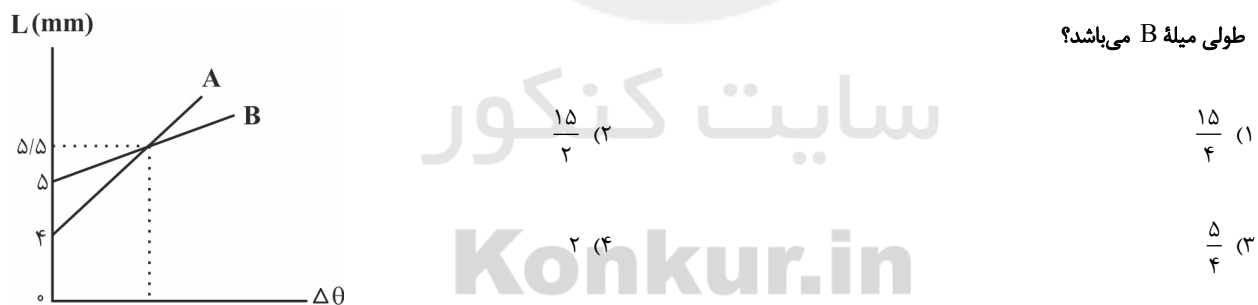 طولی میلهٔ B می‌باشد؟
L (mm)
A
B
۵/۵
۵
۴
۰
Δθ
سایت کنکور
Konkur.in
۱) ۱۵/۴
۲) ۱۵/۲
۳) ۵/۴
۴) ۲